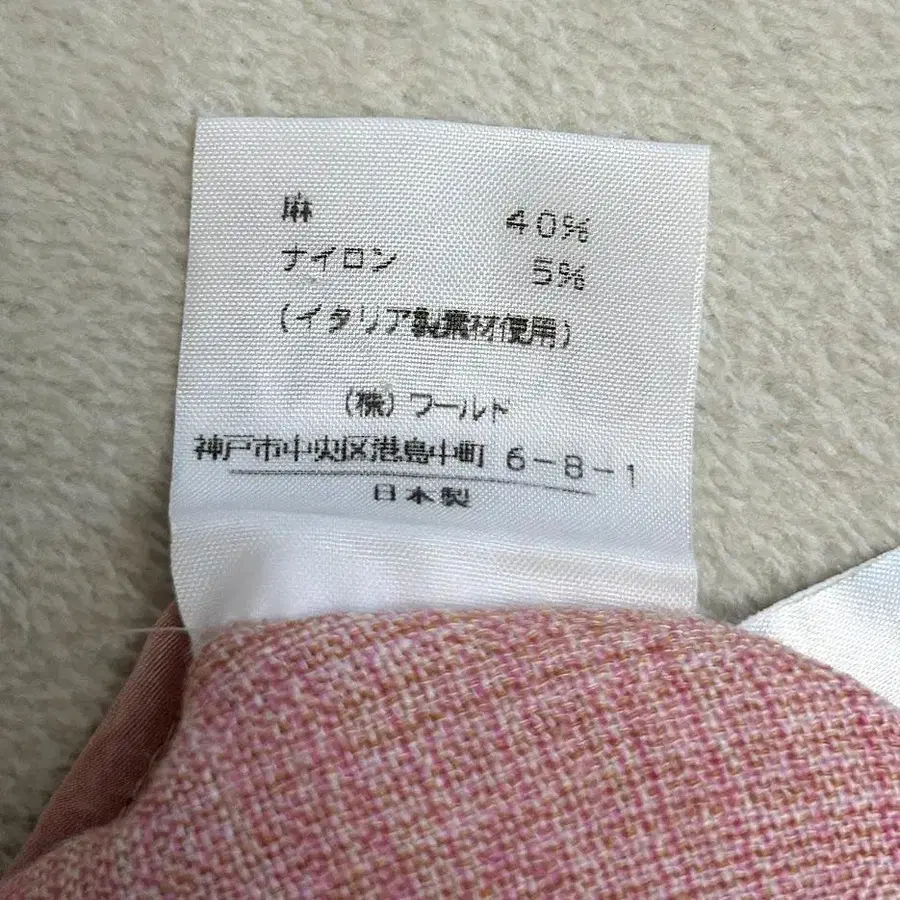 麻 40%
ナイロン 5%
(イタリア製素材使用)
(株) ワールド
神戸市中央区港島中町 6-8-1
日本製